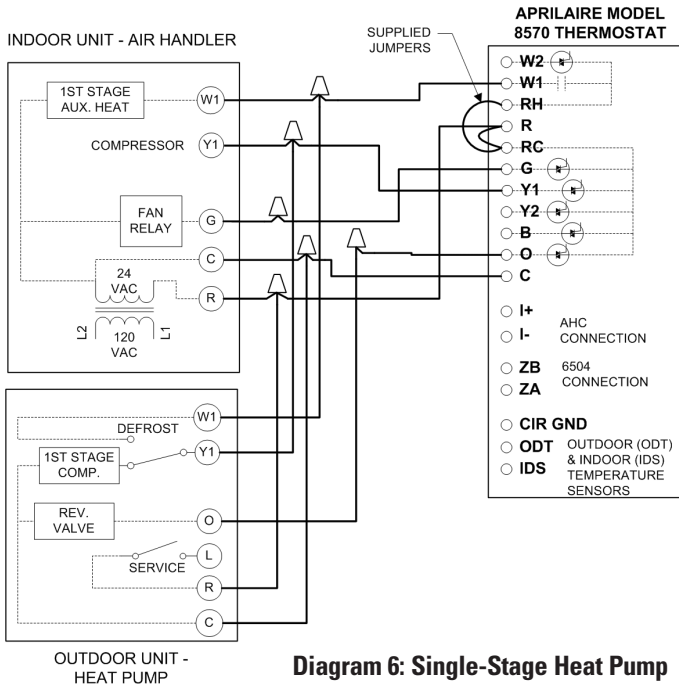 APRILAIRE MODEL
8570 THERMOSTAT
SUPPLIED
JUMPERS
INDOOR UNIT - AIR HANDLER
1ST STAGE
AUX. HEAT
W1
COMPRESSOR
Y1
FAN
RELAY
G
C
24
VAC
R
L2
120
VAC
L1
W2
W1
RH
R
RC
G
Y1
Y2
B
O
C
I+
I-
AHC
CONNECTION
ZB
ZA
6504
CONNECTION
CIR GND
ODT
IDS
OUTDOOR (ODT)
& INDOOR (IDS)
TEMPERATURE
SENSORS
W1
DEFROST
Y1
1ST STAGE
COMP.
REV.
VALVE
O
L
SERVICE
R
C
OUTDOOR UNIT -
HEAT PUMP
Diagram 6: Single-Stage Heat Pump